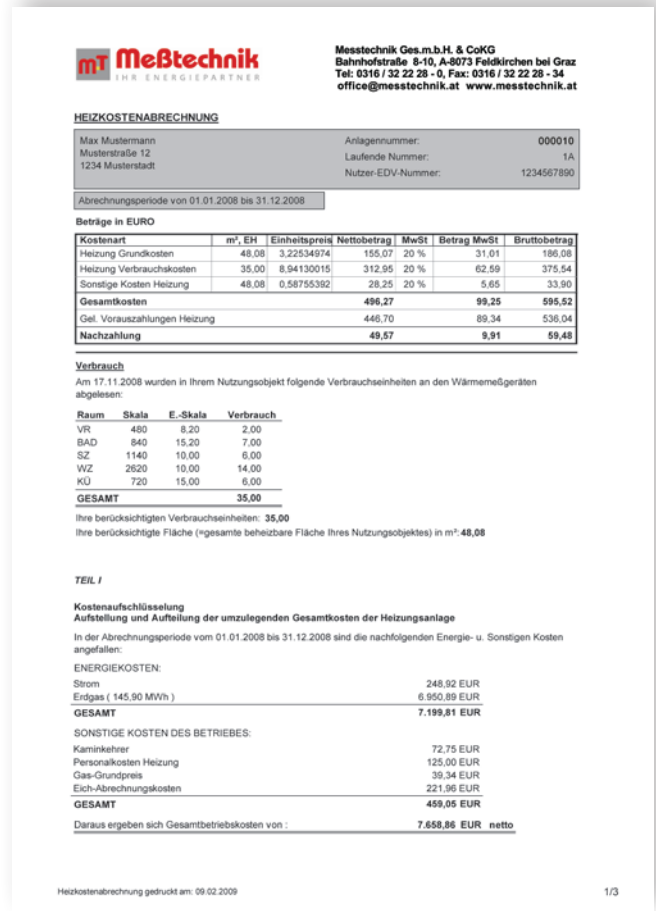 mT Meßtechnik
IHR ENERGIEPARTNER
Messtechnik Ges.m.b.H. & CoKG
Bahnhofstraße 8-10, A-8073 Feldkirchen bei Graz
Tel: 0316 / 32 22 28 - 0, Fax: 0316 / 32 22 28 - 34
office@messtechnik.at www.messtechnik.at
HEIZKOSTENABRECHNUNG
Max Mustermann Anlagennummer: 000010
Musterstraße 12 Laufende Nummer: 1A
1234 Musterstadt Nutzer-EDV-Nummer: 1234567890
Abrechnungsperiode von 01.01.2008 bis 31.12.2008
Beträge in EURO
Kostenart m², EH Einheitspreis Nettobetrag MwSt Betrag MwSt Bruttobetrag
Heizung Grundkosten 48,08 3,22534974 155,07 20 % 31,01 186,08
Heizung Verbrauchskosten 35,00 8,94130015 312,95 20 % 62,59 375,54
Sonstige Kosten Heizung 48,08 0,58755392 28,25 20 % 5,65 33,90
Gesamtkosten 496,27 99,25 595,52
Gel. Vorauszahlungen Heizung 446,70 89,34 536,04
Nachzahlung 49,57 9,91 59,48
Verbrauch
Am 17.11.2008 wurden in Ihrem Nutzungsobjekt folgende Verbrauchseinheiten an den Wärmemeßgeräten
abgelesen:
Raum Skala E.-Skala Verbrauch
VR 480 8,20 2,00
BAD 840 15,20 7,00
SZ 1140 10,00 6,00
WZ 2620 10,00 14,00
KÜ 720 15,00 6,00
GESAMT 35,00
Ihre berücksichtigten Verbrauchseinheiten: 35,00
Ihre berücksichtigte Fläche (=gesamte beheizbare Fläche Ihres Nutzungsobjektes) in m²: 48,08
TEIL I
Kostenaufschlüsselung
Aufstellung und Aufteilung der umzulegenden Gesamtkosten der Heizungsanlage
In der Abrechnungsperiode vom 01.01.2008 bis 31.12.2008 sind die nachfolgenden Energie- u. Sonstigen Kosten
angefallen:
ENERGIEKOSTEN:
Strom 248,92 EUR
Erdgas ( 145,90 MWh ) 6.950,89 EUR
GESAMT 7.199,81 EUR
SONSTIGE KOSTEN DES BETRIEBES:
Kaminkehrer 72,75 EUR
Personalkosten Heizung 125,00 EUR
Gas-Grundpreis 39,34 EUR
Eich-Abrechnungskosten 221,96 EUR
GESAMT 459,05 EUR
Daraus ergeben sich Gesamtbetriebskosten von : 7.658,86 EUR netto
Heizkostenabrechnung gedruckt am: 09.02.2009 1/3